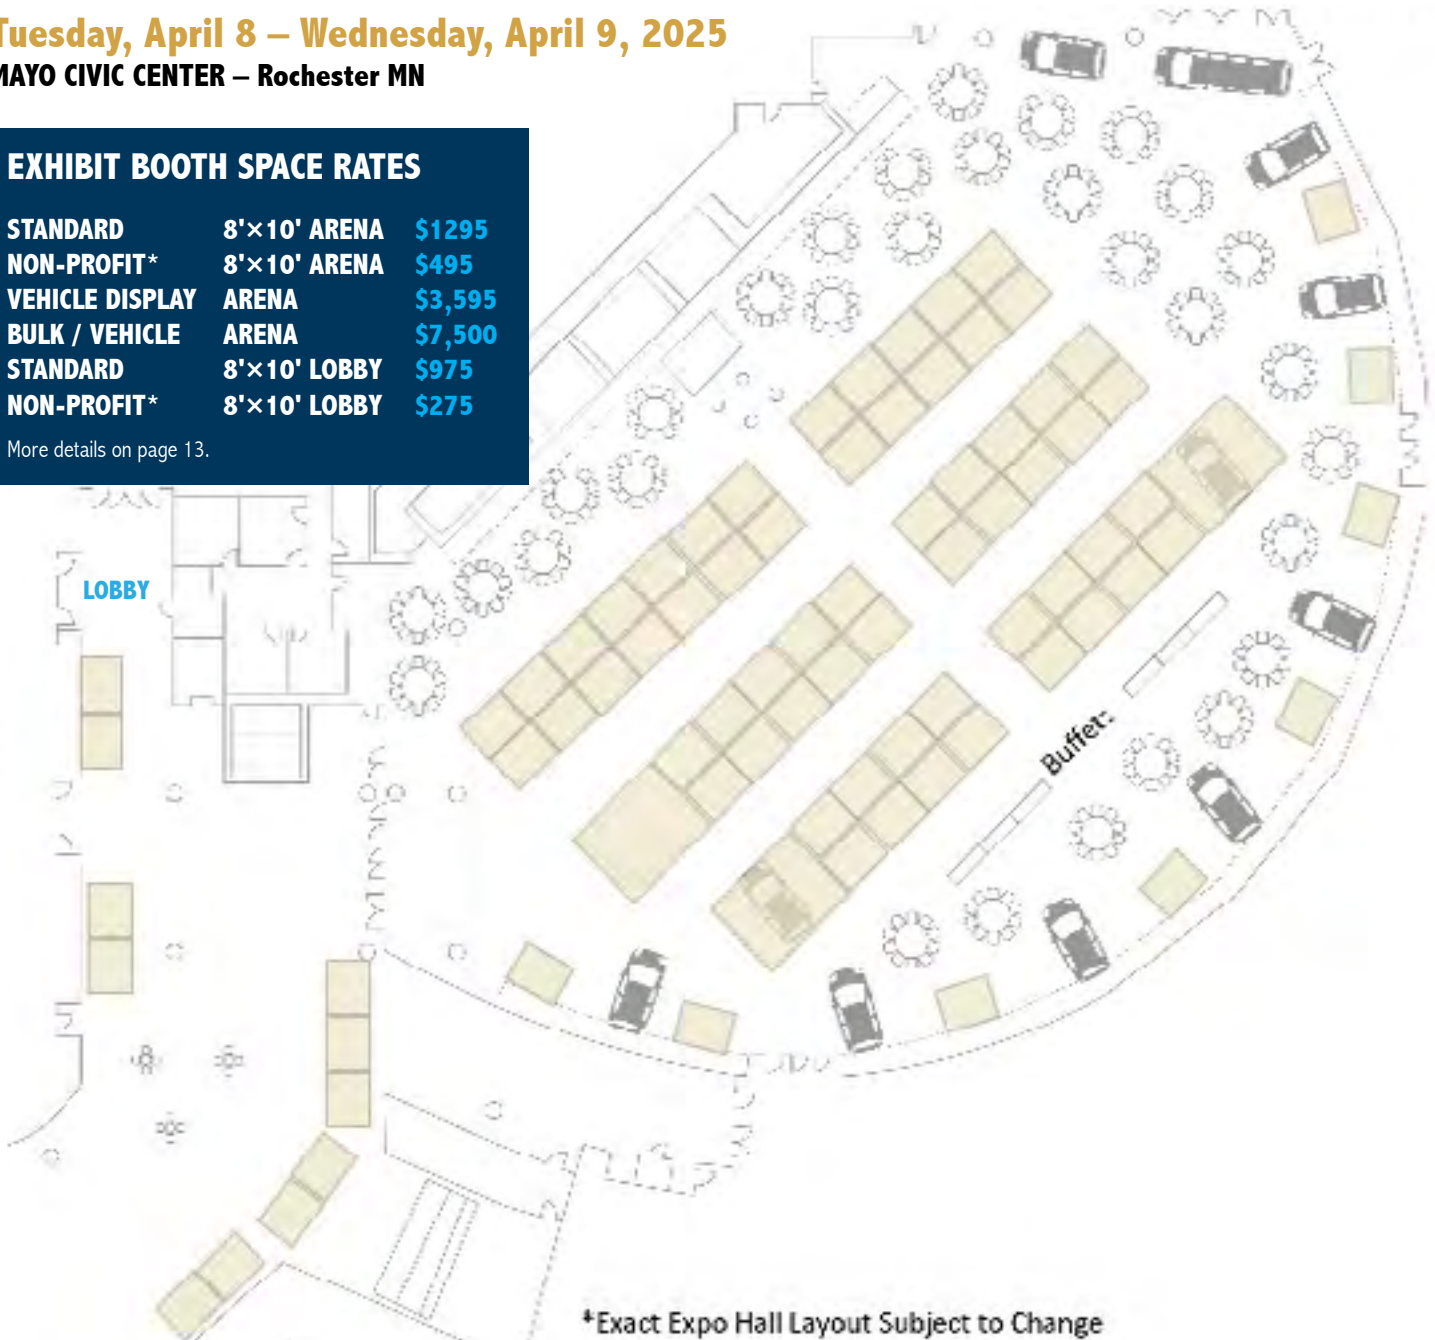 Tuesday, April 8 – Wednesday, April 9, 2025
MAYO CIVIC CENTER – Rochester MN
EXHIBIT BOOTH SPACE RATES
STANDARD 8'×10' ARENA $1295
NON-PROFIT* 8'×10' ARENA $495
VEHICLE DISPLAY ARENA $3,595
BULK / VEHICLE ARENA $7,500
STANDARD 8'×10' LOBBY $975
NON-PROFIT* 8'×10' LOBBY $275
More details on page 13.
LOBBY
Buffet:
*Exact Expo Hall Layout Subject to Change